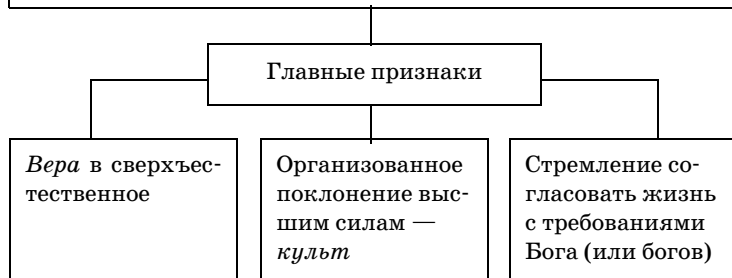 Главные признаки
Вера в сверхъес-
тественное
Организованное
поклонение выс-
шим силам —
культ
Стремление со-
гласовать жизнь
с требованиями
Бога (или богов)